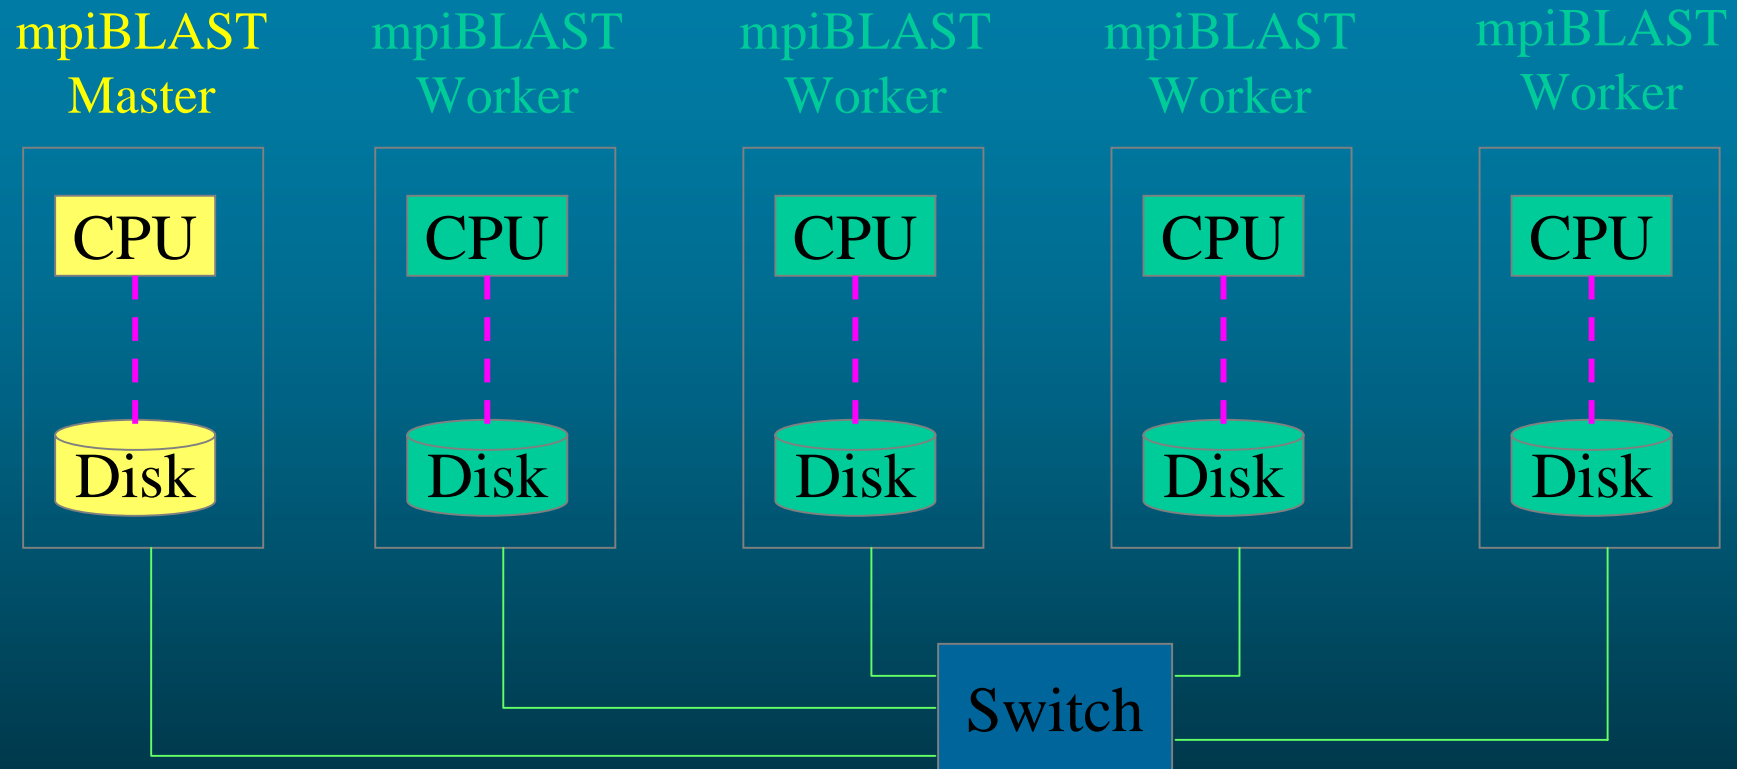 mpiBLAST
Master
mpiBLAST
Worker
mpiBLAST
Worker
mpiBLAST
Worker
mpiBLAST
Worker
CPU
CPU
CPU
CPU
CPU
Disk
Disk
Disk
Disk
Disk
Switch